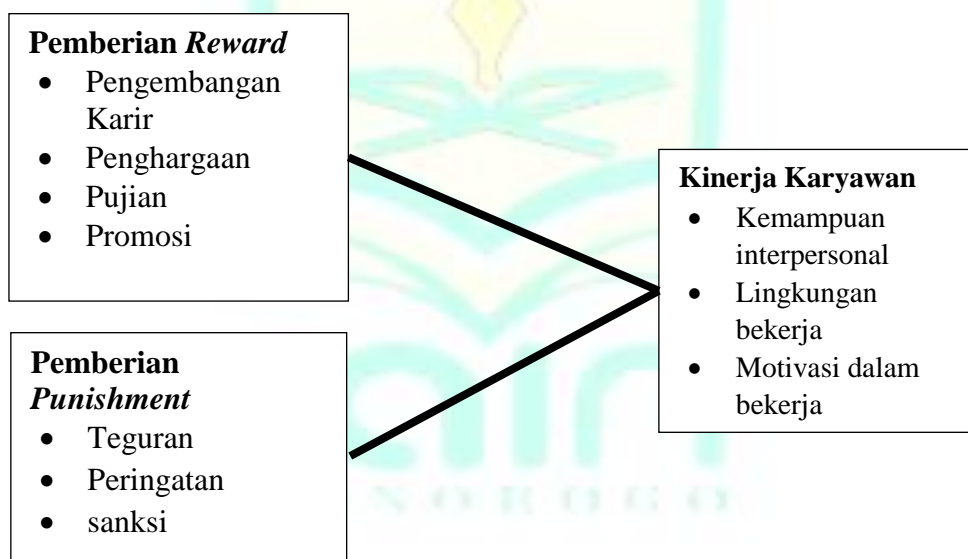 Pemberian Reward
• Pengembangan
Karir
• Penghargaan
• Pujian
• Promosi
Pemberian
Punishment
• Teguran
• Peringatan
• sanksi
Kinerja Karyawan
• Kemampuan
interpersonal
• Lingkungan
bekerja
• Motivasi dalam
bekerja